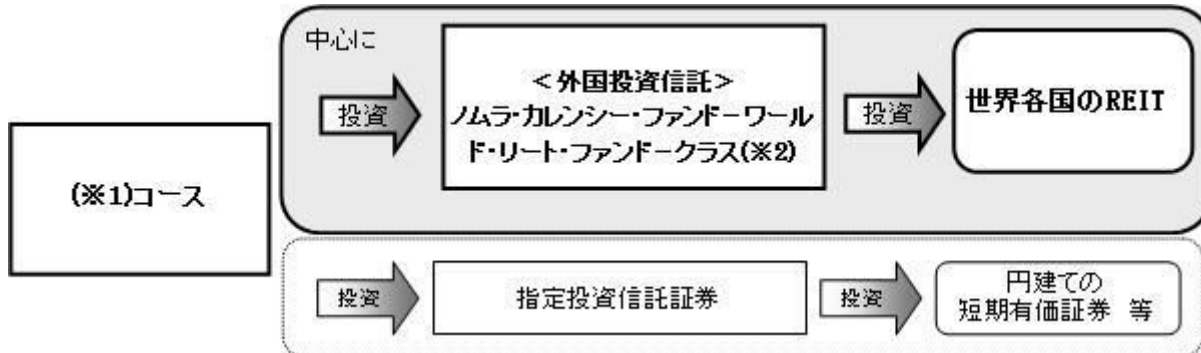 (※1)コース
中心に
投資
<外国投資信託>
ノムラ・カレンシー・ファンドーワール
ド・リート・ファンドークラス(※2)
投資
世界各国のREIT
投資
指定投資信託証券
投資
円建ての
短期有価証券 等